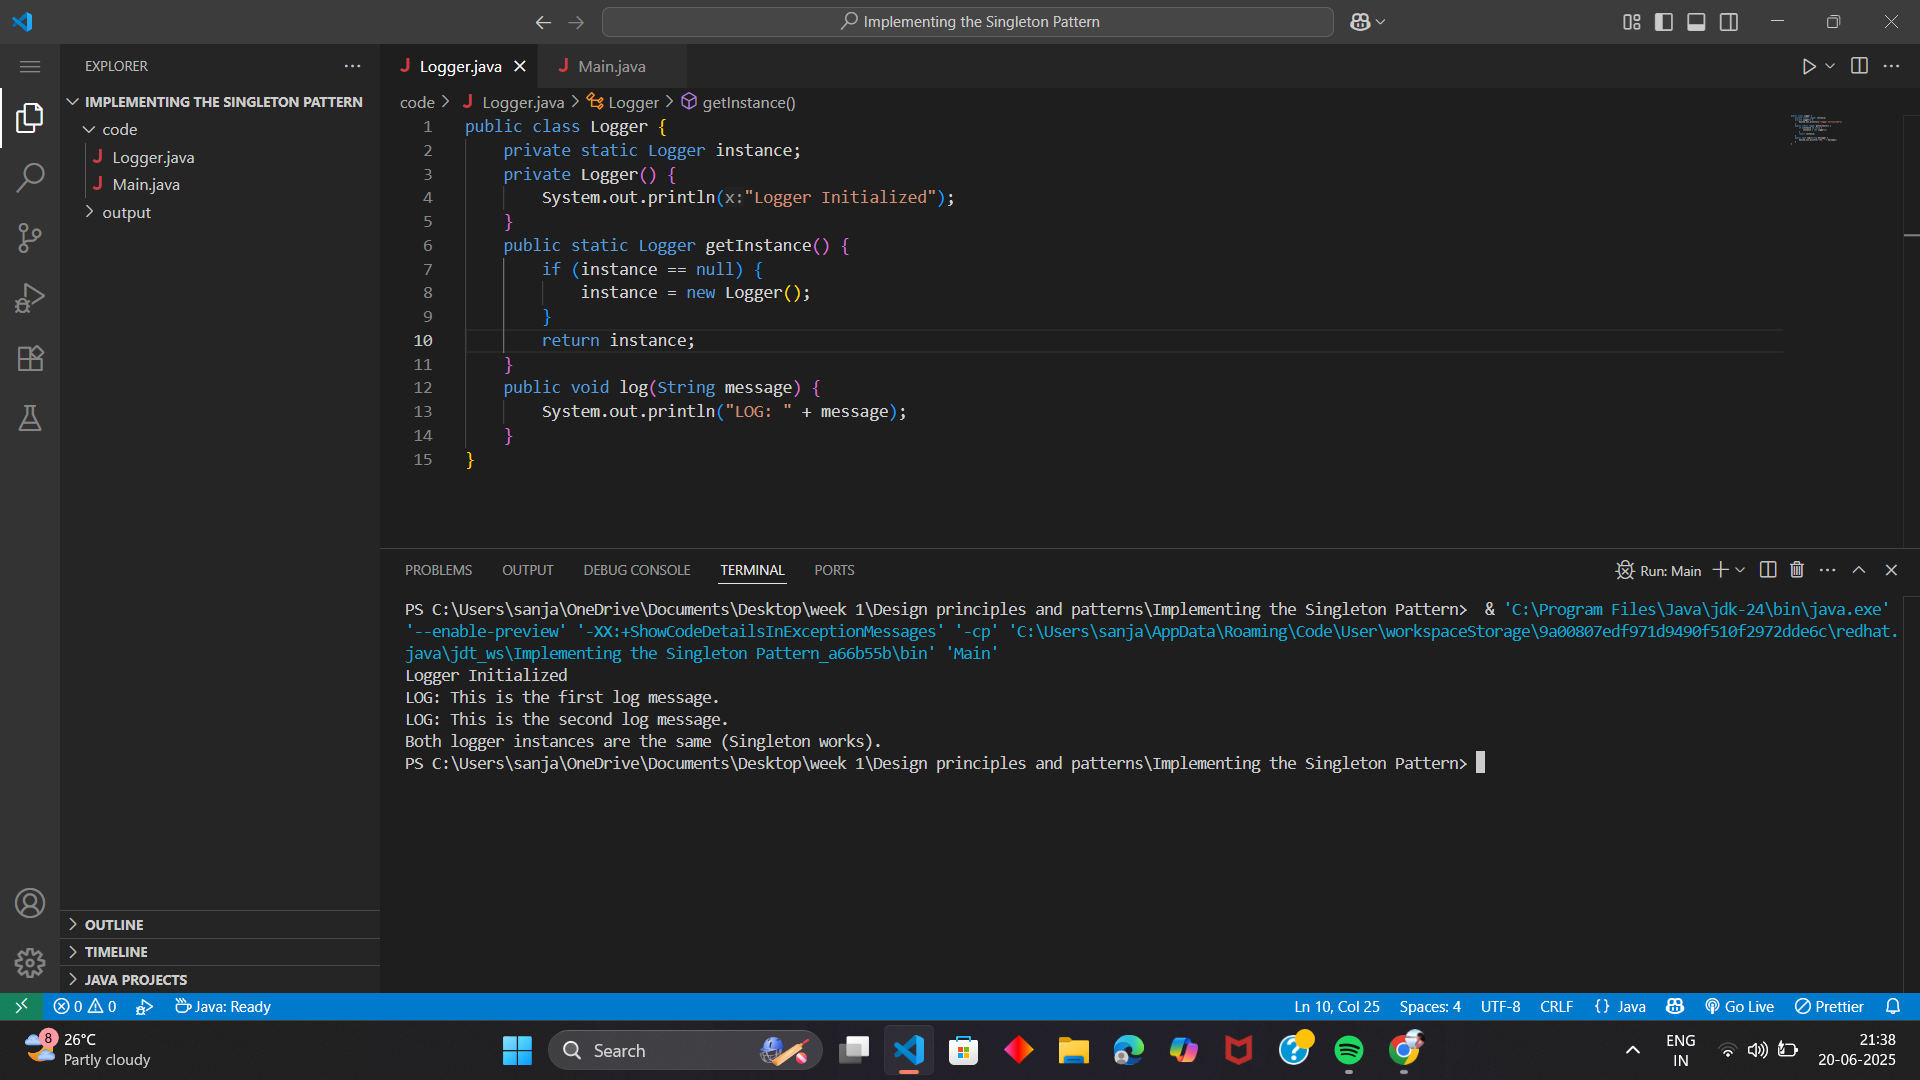 Implementing the Singleton Pattern
EXPLORER
IMPLEMENTING THE SINGLETON PATTERN
code
Logger.java
Main.java
output
OUTLINE
TIMELINE
JAVA PROJECTS
Logger.java
Main.java
code > Logger.java > Logger > getInstance()
1 public class Logger {
2 private static Logger instance;
3 private Logger() {
4 System.out.println(x:"Logger Initialized");
5 }
6 public static Logger getInstance() {
7 if (instance == null) {
8 instance = new Logger();
9 }
10 return instance;
11 }
12 public void log(String message) {
13 System.out.println("LOG: " + message);
14 }
15 }
PROBLEMS OUTPUT DEBUG CONSOLE TERMINAL PORTS
Run: Main
PS C:\Users\sanja\OneDrive\Documents\Desktop\week 1\Design principles and patterns\Implementing the Singleton Pattern> & 'C:\Program Files\Java\jdk-24\bin\java.exe'
'--enable-preview' '-XX:+ShowCodeDetailsInExceptionMessages' '-cp' 'C:\Users\sanja\AppData\Roaming\Code\User\workspaceStorage\9a00807edf971d9490f510f2972dde6c\redhat.
java\jdt_ws\Implementing the Singleton Pattern_a66b55b\bin' 'Main'
Logger Initialized
LOG: This is the first log message.
LOG: This is the second log message.
Both logger instances are the same (Singleton works).
PS C:\Users\sanja\OneDrive\Documents\Desktop\week 1\Design principles and patterns\Implementing the Singleton Pattern>
0 0 Java: Ready
Ln 10, Col 25 Spaces: 4 UTF-8 CRLF {} Java Go Live Prettier
8
26°C
Partly cloudy
Search
ENG
IN
21:38
20-06-2025